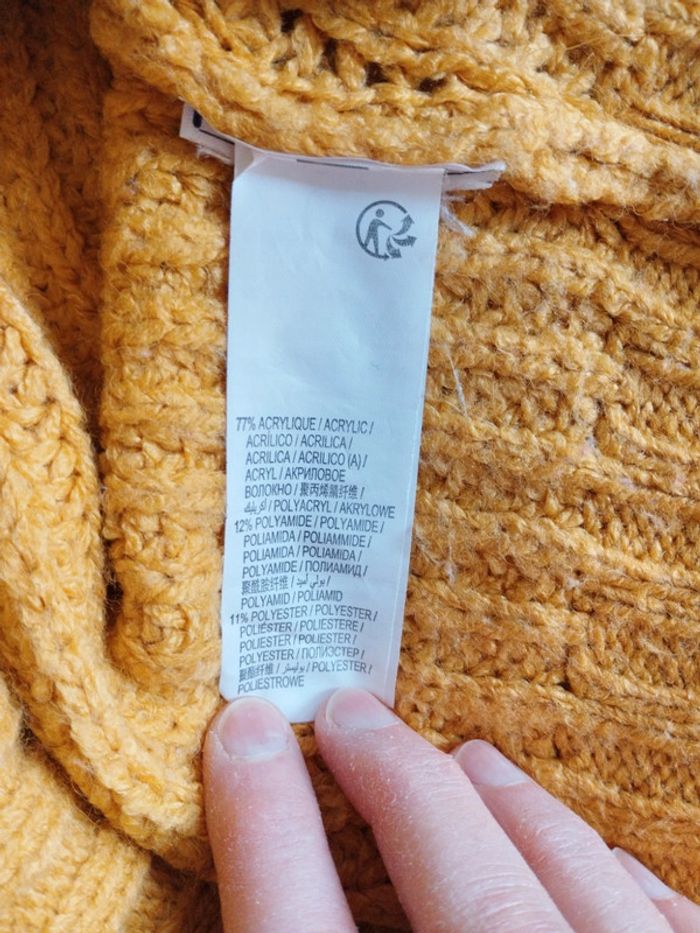 77% ACRYLIQUE / ACRYLIC /
ACRÍLICO / ACRILICA /
ACRILICA / ACRILICO (A) /
ACRYL / АКРИЛОВОЕ
ВОЛОКНО / 聚丙烯腈纤维 /
أكريليك / POLYACRYL / AKRYLOWE
12% POLYAMIDE / POLYAMIDE /
POLIAMIDA / POLIAMMIDE /
POLIAMIDA / POLIAMIDA /
POLYAMIDE / ПОЛИАМИД /
聚酰胺纤维 / بولي أميد /
POLYAMID / POLIAMID
11% POLYESTER / POLYESTER /
POLIÉSTER / POLIESTERE /
POLIESTER / POLIESTER /
POLYESTER / ПОЛИЭСТЕР /
聚酯纤维 / بوليستر / POLYESTER /
POLIESTROWE